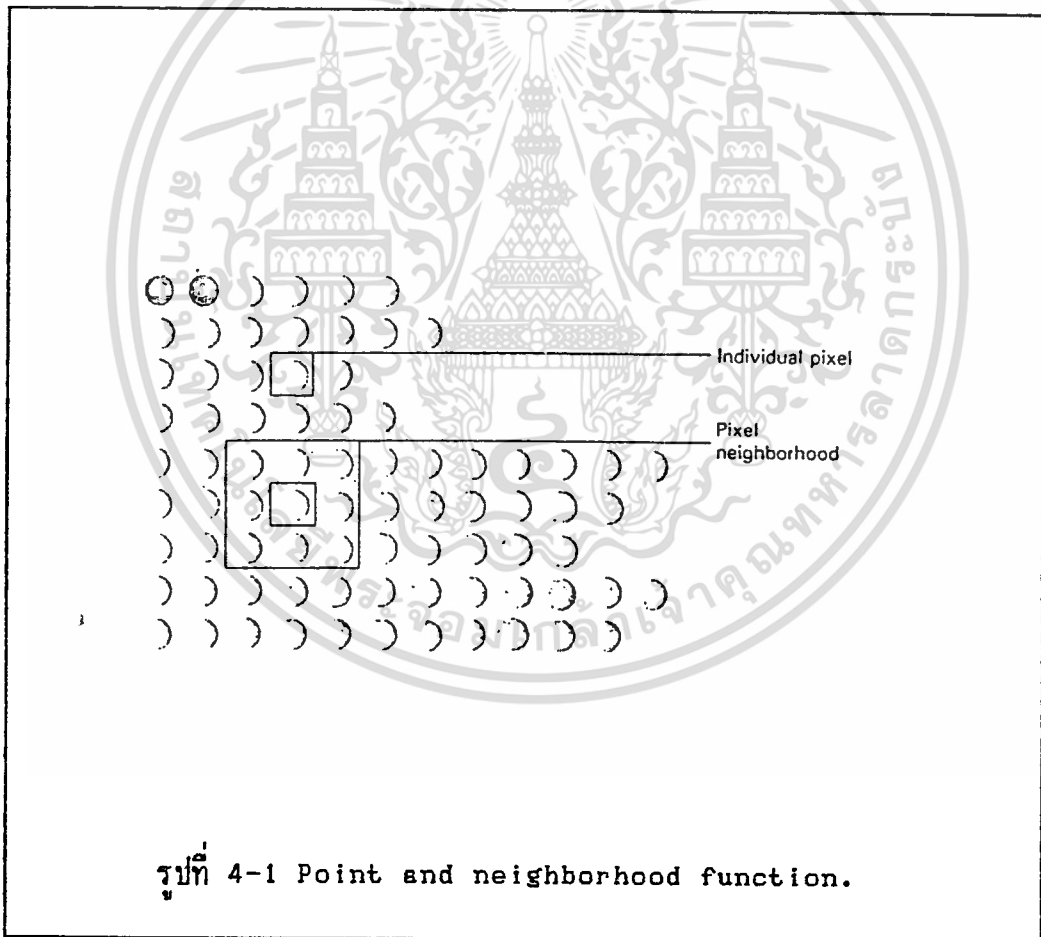 Individual pixel
Pixel
neighborhood
รูปที่ 4-1 Point and neighborhood function.